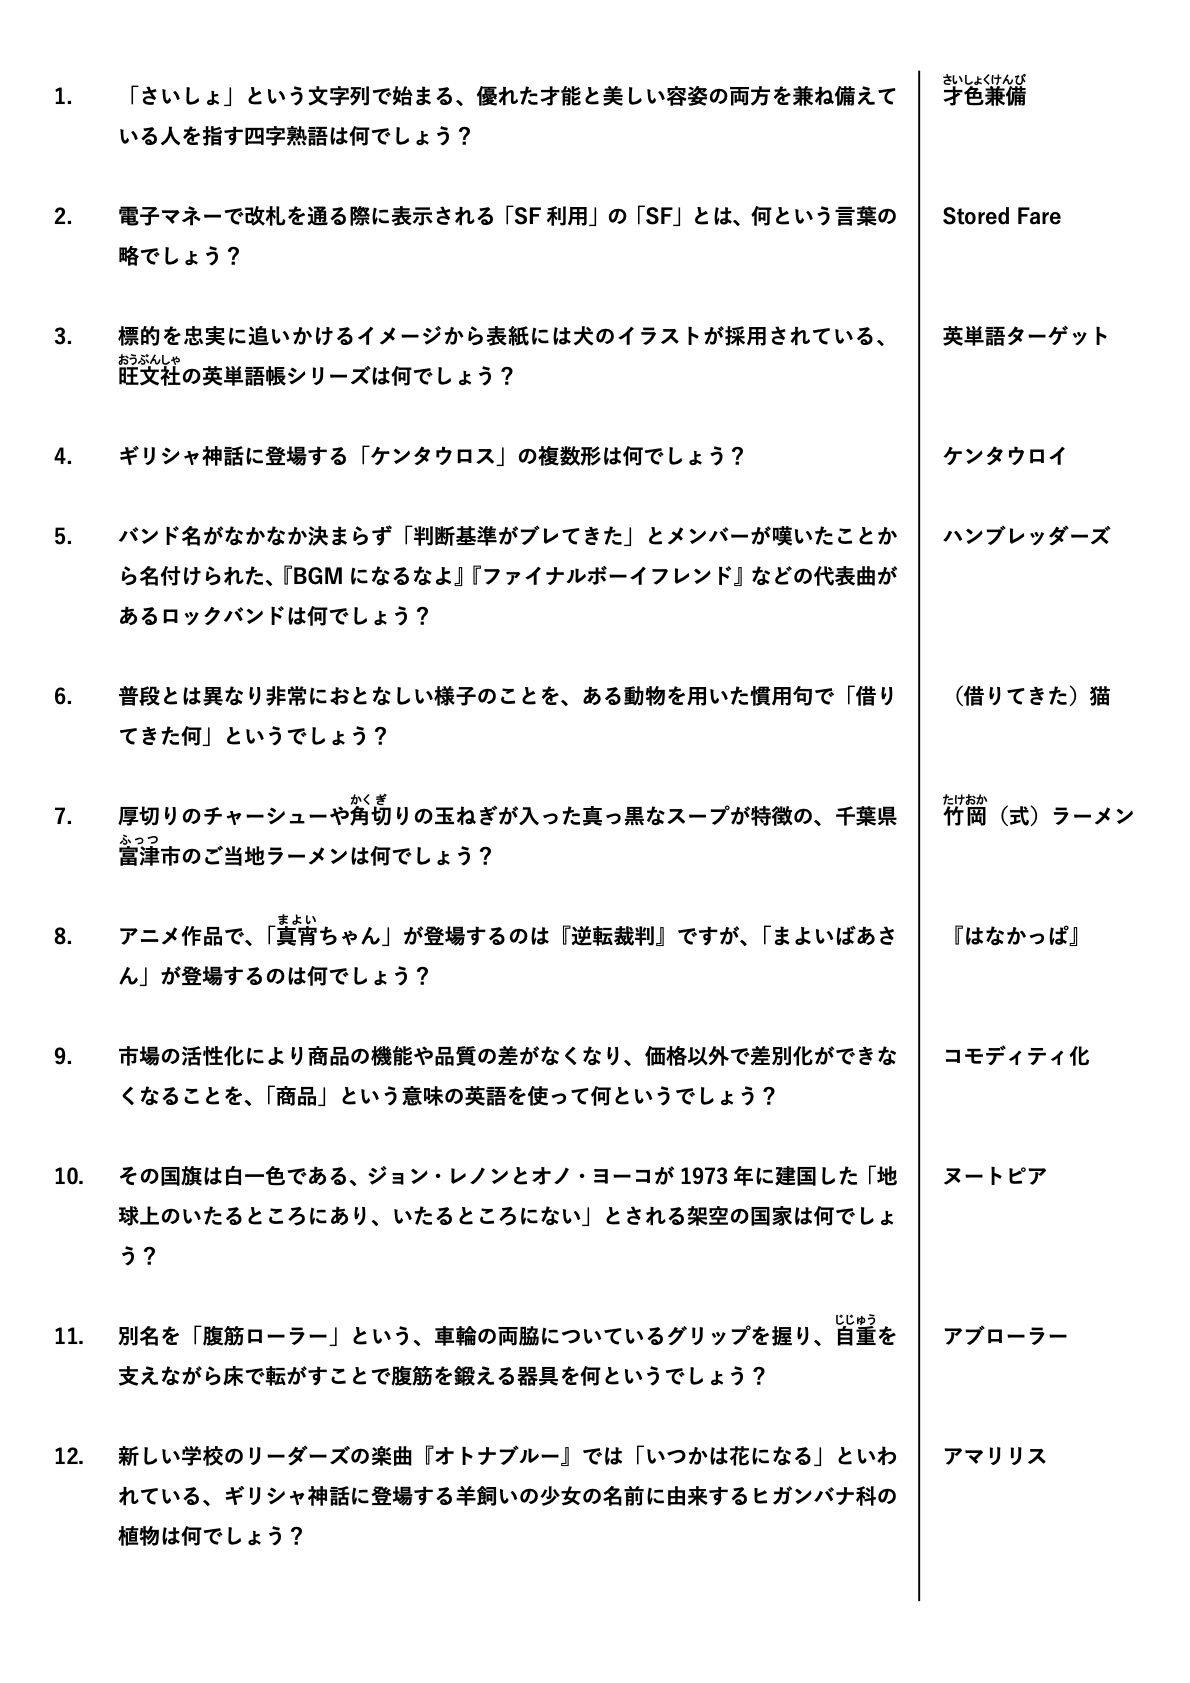 1. 「さいしょ」という文字列で始まる、優れた才能と美しい容姿の両方を兼ね備えて
いる人を指す四字熟語は何でしょう？
さいしょくけんび
才色兼備
2. 電子マネーで改札を通る際に表示される「SF 利用」の「SF」とは、何という言葉の
略でしょう？
Stored Fare
3. 標的を忠実に追いかけるイメージから表紙には犬のイラストが採用されている、
おうぶんしゃ
旺文社の英単語帳シリーズは何でしょう？
英単語ターゲット
4. ギリシャ神話に登場する「ケンタウロス」の複数形は何でしょう？
ケンタウロイ
5. バンド名がなかなか決まらず「判断基準がブレてきた」とメンバーが嘆いたことか
ら名付けられた、『BGM になるなよ』『ファイナルボーイフレンド』などの代表曲が
あるロックバンドは何でしょう？
ハンブレッダーズ
6. 普段とは異なり非常におとなしい様子のことを、ある動物を用いた慣用句で「借り
てきた何」というでしょう？
（借りてきた）猫
かくぎ
7. 厚切りのチャーシューや角切りの玉ねぎが入った真っ黒なスープが特徴の、千葉県
ふっつ
富津市のご当地ラーメンは何でしょう？
たけおか
竹岡（式）ラーメン
まよい
8. アニメ作品で、「真宵ちゃん」が登場するのは『逆転裁判』ですが、「まよいばあさ
ん」が登場するのは何でしょう？
『はなかっぱ』
9. 市場の活性化により商品の機能や品質の差がなくなり、価格以外で差別化ができな
くなることを、「商品」という意味の英語を使って何というでしょう？
コモディティ化
10. その国旗は白一色である、ジョン・レノンとオノ・ヨーコが 1973 年に建国した「地
球上のいたるところにあり、いたるところにない」とされる架空の国家は何でしょ
う？
ヌートピア
じじゅう
11. 別名を「腹筋ローラー」という、車輪の両脇についているグリップを握り、自重を
支えながら床で転がすことで腹筋を鍛える器具を何というでしょう？
アブローラー
12. 新しい学校のリーダーズの楽曲『オトナブルー』では「いつかは花になる」といわ
れている、ギリシャ神話に登場する羊飼いの少女の名前に由来するヒガンバナ科の
植物は何でしょう？
アマリリス